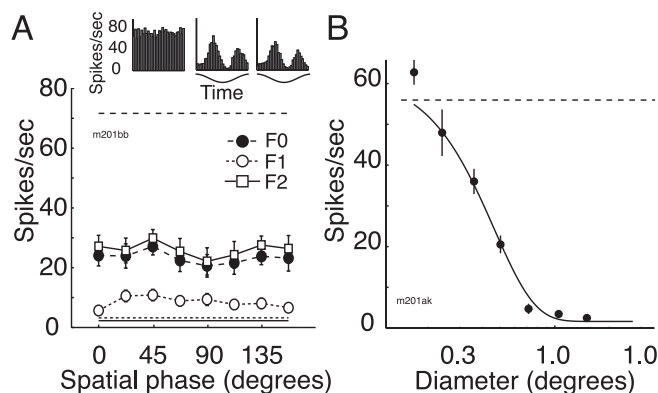 A
Spikes/sec
80
40
0
Time
80
60
40
20
0
Spikes/sec
m201bb
F0
F1
F2
0 45 90 135
Spatial phase (degrees)
B
60
40
20
0
Spikes/sec
m201ak
0.3 1.0 1.0
Diameter (degrees)